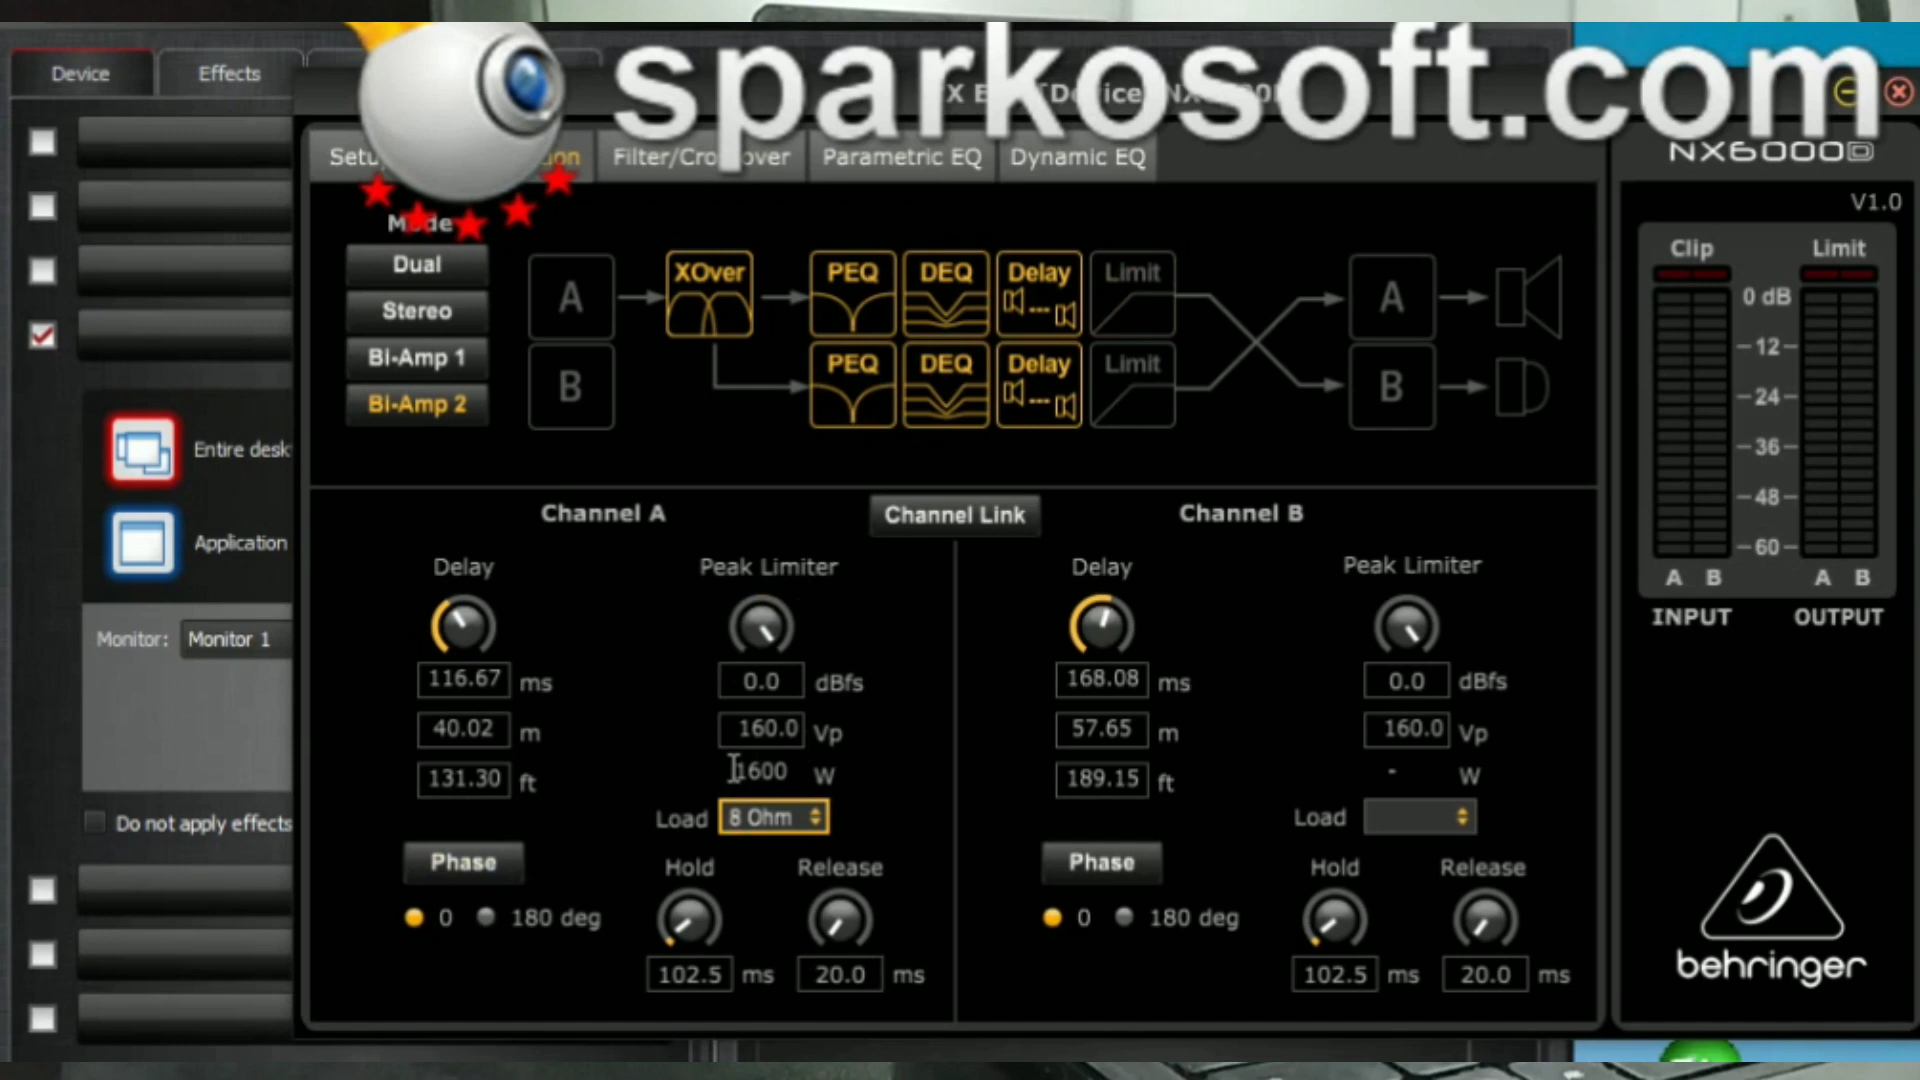 sparkosoft.com
Device
Effects
NX6000D
Filter/Crossover
Parametric EQ
Dynamic EQ
V1.0
Mode
Dual
Stereo
Bi-Amp 1
Bi-Amp 2
A
XOver
PEQ
DEQ
Delay
Limit
A
B
PEQ
DEQ
Delay
Limit
B
Clip
Limit
0 dB
-12-
-24-
-36-
-48-
-60-
A B
A B
INPUT
OUTPUT
Entire desk
Application
Monitor: Monitor 1
Do not apply effects
Channel A
Channel Link
Channel B
Delay
Peak Limiter
Delay
Peak Limiter
116.67 ms
0.0 dBfs
168.08 ms
0.0 dBfs
40.02 m
160.0 Vp
57.65 m
160.0 Vp
131.30 ft
1600 W
189.15 ft
- W
Load 8 Ohm
Load
Phase
Hold
Release
Phase
Hold
Release
0 180 deg
0 180 deg
102.5 ms
20.0 ms
102.5 ms
20.0 ms
behringer